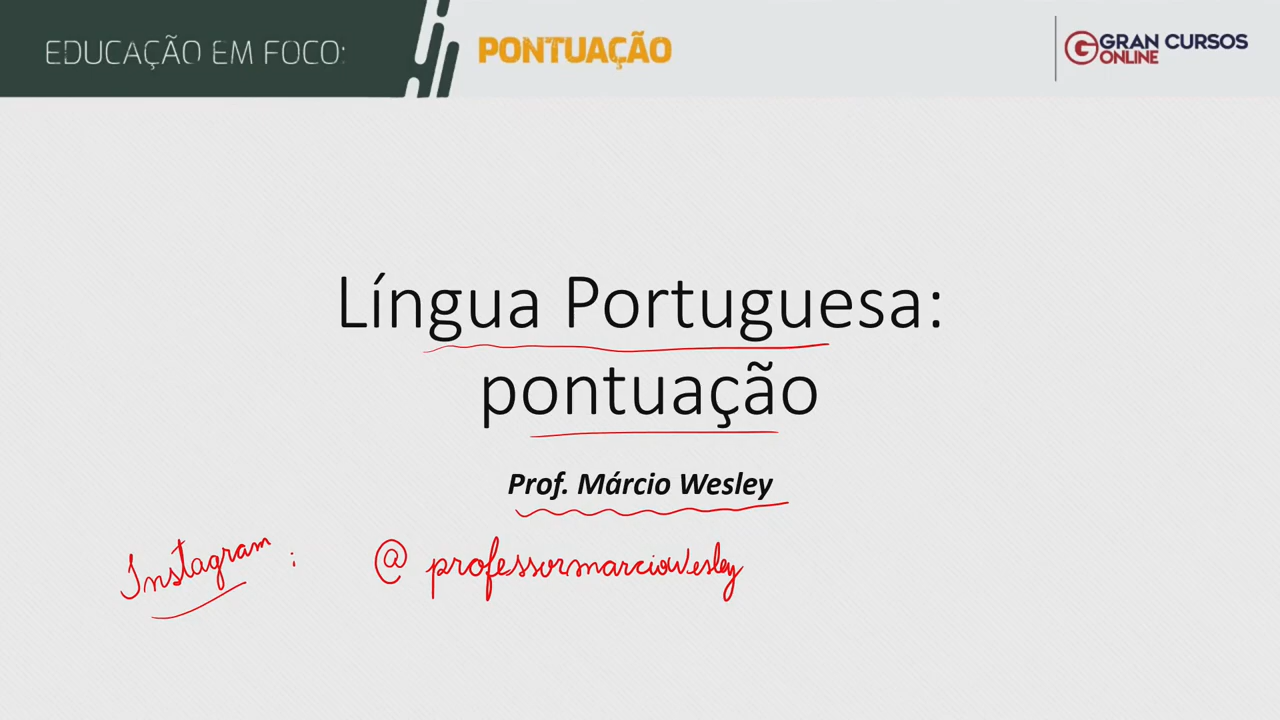 EDUCAÇÃO EM FOCO:
PONTUAÇÃO
GRAN CURSOS
ONLINE
Língua Portuguesa:
pontuação
Prof. Márcio Wesley
Instagram : @professormarcioWesley